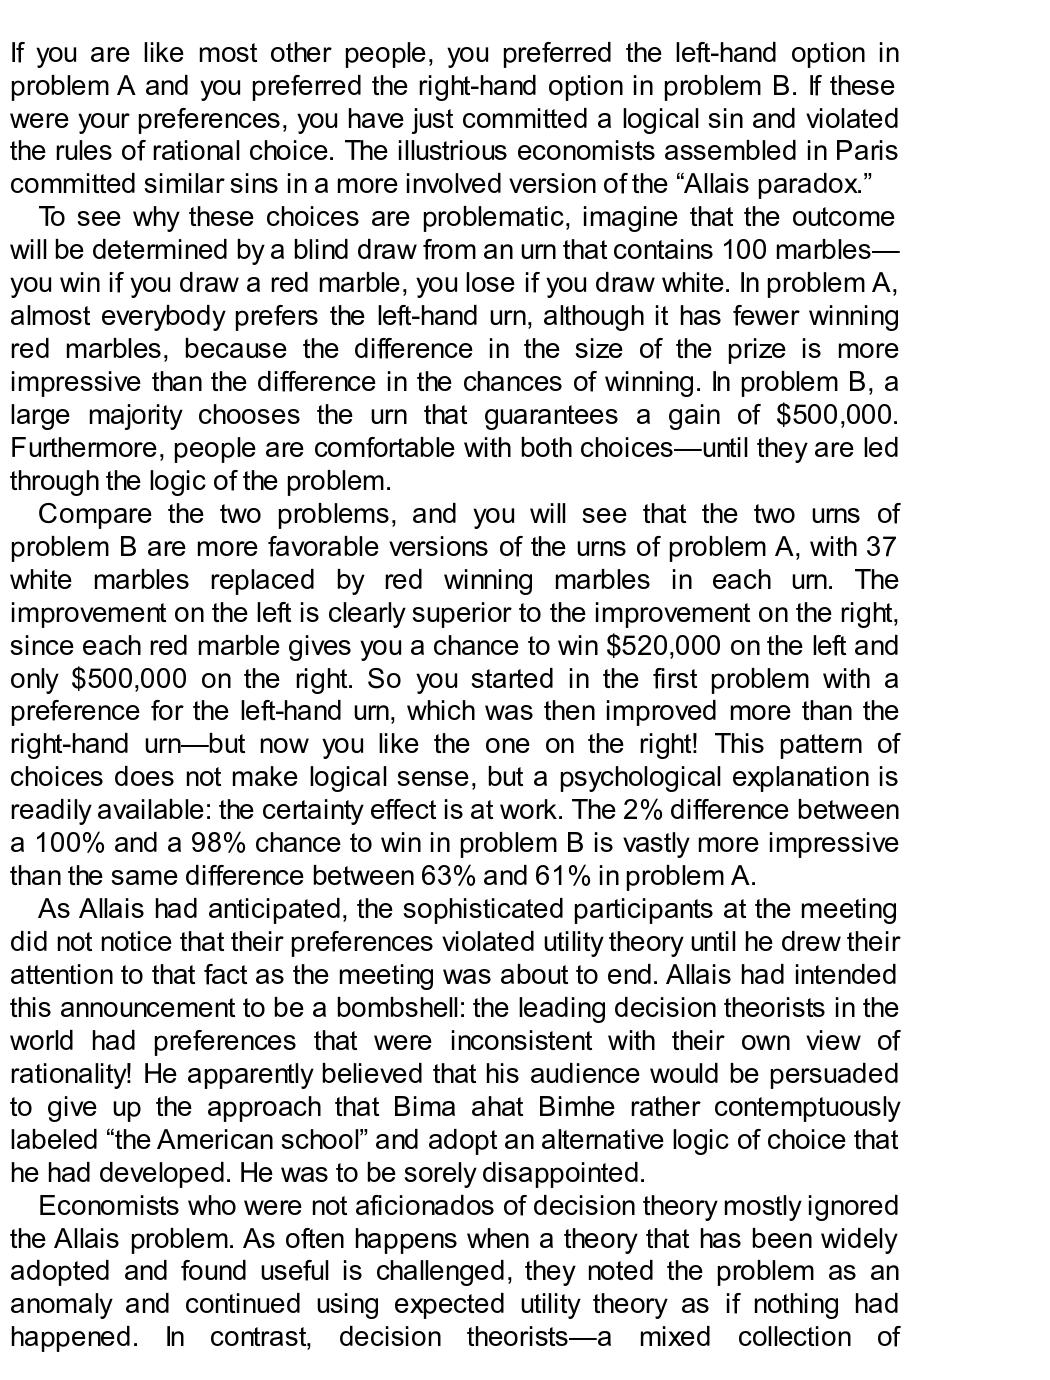 If you are like most other people, you preferred the left-hand option in
problem A and you preferred the right-hand option in problem B. If these
were your preferences, you have just committed a logical sin and violated
the rules of rational choice. The illustrious economists assembled in Paris
committed similar sins in a more involved version of the “Allais paradox.”
To see why these choices are problematic, imagine that the outcome
will be determined by a blind draw from an urn that contains 100 marbles—
you win if you draw a red marble, you lose if you draw white. In problem A,
almost everybody prefers the left-hand urn, although it has fewer winning
red marbles, because the difference in the size of the prize is more
impressive than the difference in the chances of winning. In problem B, a
large majority chooses the urn that guarantees a gain of $500,000.
Furthermore, people are comfortable with both choices—until they are led
through the logic of the problem.
Compare the two problems, and you will see that the two urns of
problem B are more favorable versions of the urns of problem A, with 37
white marbles replaced by red winning marbles in each urn. The
improvement on the left is clearly superior to the improvement on the right,
since each red marble gives you a chance to win $520,000 on the left and
only $500,000 on the right. So you started in the first problem with a
preference for the left-hand urn, which was then improved more than the
right-hand urn—but now you like the one on the right! This pattern of
choices does not make logical sense, but a psychological explanation is
readily available: the certainty effect is at work. The 2% difference between
a 100% and a 98% chance to win in problem B is vastly more impressive
than the same difference between 63% and 61% in problem A.
As Allais had anticipated, the sophisticated participants at the meeting
did not notice that their preferences violated utility theory until he drew their
attention to that fact as the meeting was about to end. Allais had intended
this announcement to be a bombshell: the leading decision theorists in the
world had preferences that were inconsistent with their own view of
rationality! He apparently believed that his audience would be persuaded
to give up the approach that Bima ahat Bimhe rather contemptuously
labeled “the American school” and adopt an alternative logic of choice that
he had developed. He was to be sorely disappointed.
Economists who were not aficionados of decision theory mostly ignored
the Allais problem. As often happens when a theory that has been widely
adopted and found useful is challenged, they noted the problem as an
anomaly and continued using expected utility theory as if nothing had
happened. In contrast, decision theorists—a mixed collection of